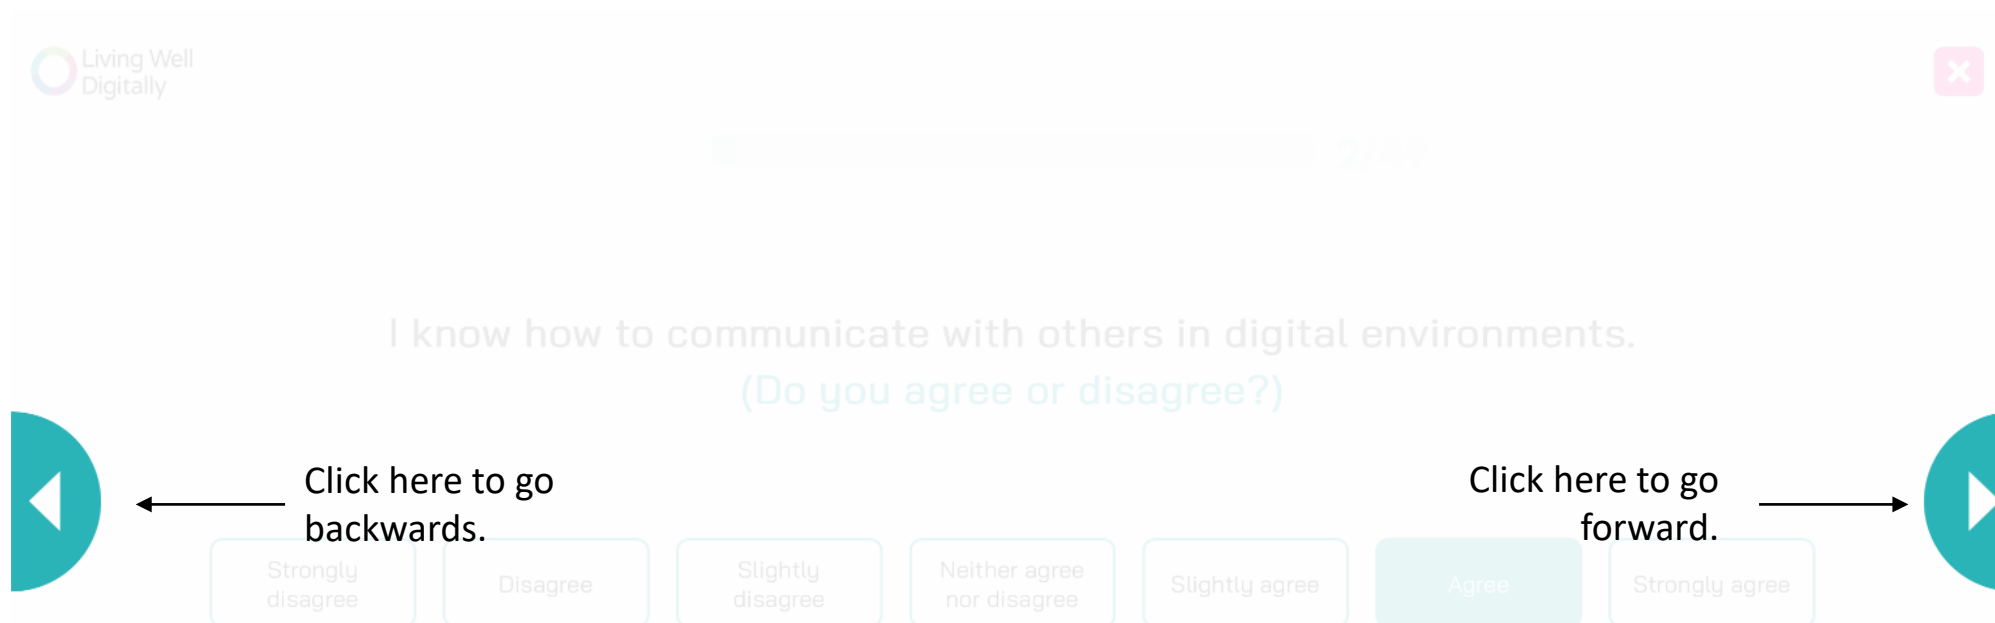 Living Well
Digitally
I know how to communicate with others in digital environments.
(Do you agree or disagree?)
Click here to go
backwards.
Click here to go
forward.
Strongly
disagree
Disagree
Slightly
disagree
Neither agree
nor disagree
Slightly agree
Agree
Strongly agree